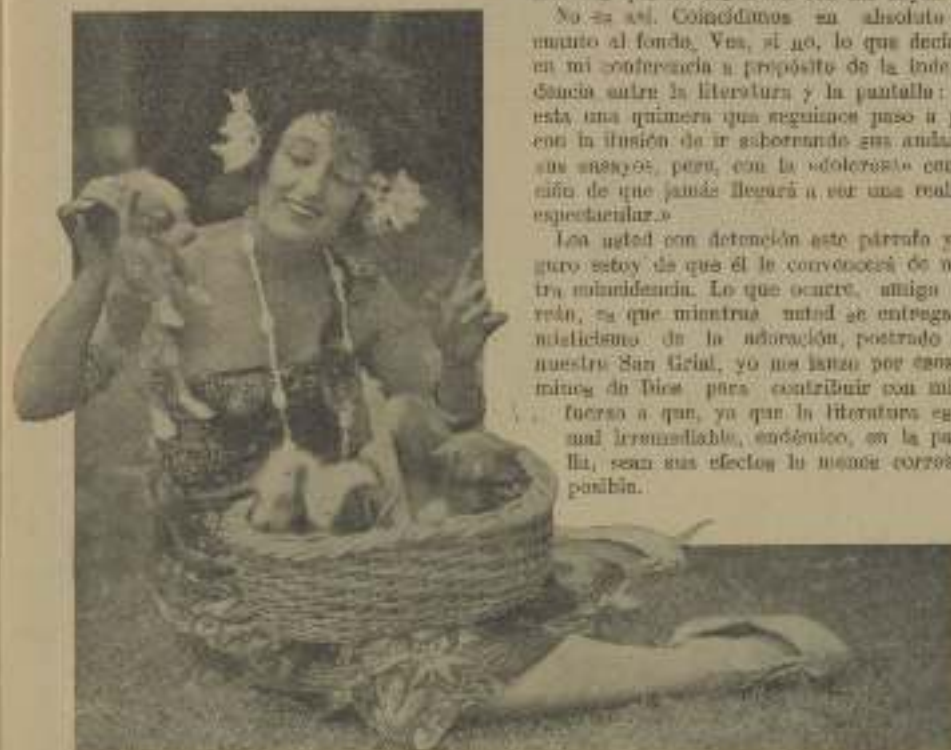 No es así. Coincidimos en absoluto
cuanto al fondo. Vea, si no, lo que decía
en mi conferencia a propósito de la inde
dencia entre la literatura y la pantalla:
esta una quimera que seguimos paso a
con la ilusión de ir saboreando sus anda
sus ensayos, pero, con la «dolorosa» con
ción de que jamás llegará a ser una real
espectacular.»
Lea usted con detención este párrafo y
guro estoy de que él le convencerá de n
tra coincidencia. Lo que ocurre, amigo
reán, es que mientras usted se entrega
misticismo de la adoración, postrado
nuestro San Grial, yo me lanzo por esos
minos de Dios para contribuir con mi
fuerzo a que, ya que la literatura es
mal irremediable, endémico, en la pa
lla, sean sus efectos lo menos corros
posible.